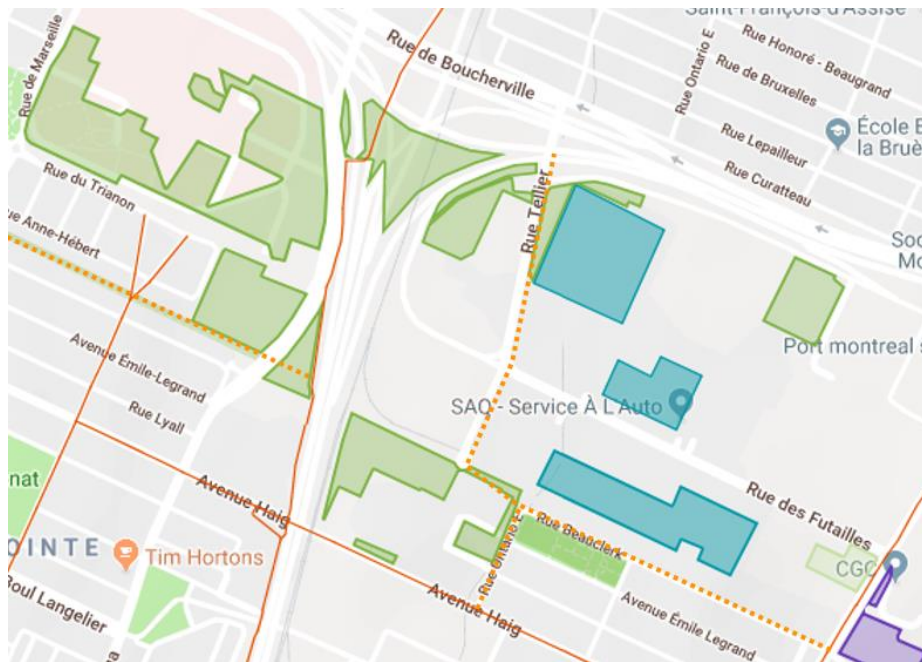 Saint-François-d'Assise
Rue de Marseille
Rue de Boucherville
Rue Ontario E
Rue Honoré - Beaugrand
Rue de Bruxelles
École E
la Bruè
Rue Lepailleur
Rue Curatteau
Rue du Trianon
Rue Tellier
ue Anne-Hébert
Soc
Mo
Port montreal s
Avenue Émile-Legrand
Rue Lyall
SAQ - Service À L'Auto
nat
Avenue Haig
Rue des Futailles
Rue Beauclerk
Rue Ontario E
OINTE
Tim Hortons
CGC
Boul Langelier
Avenue Haig
Avenue Émile Legrand